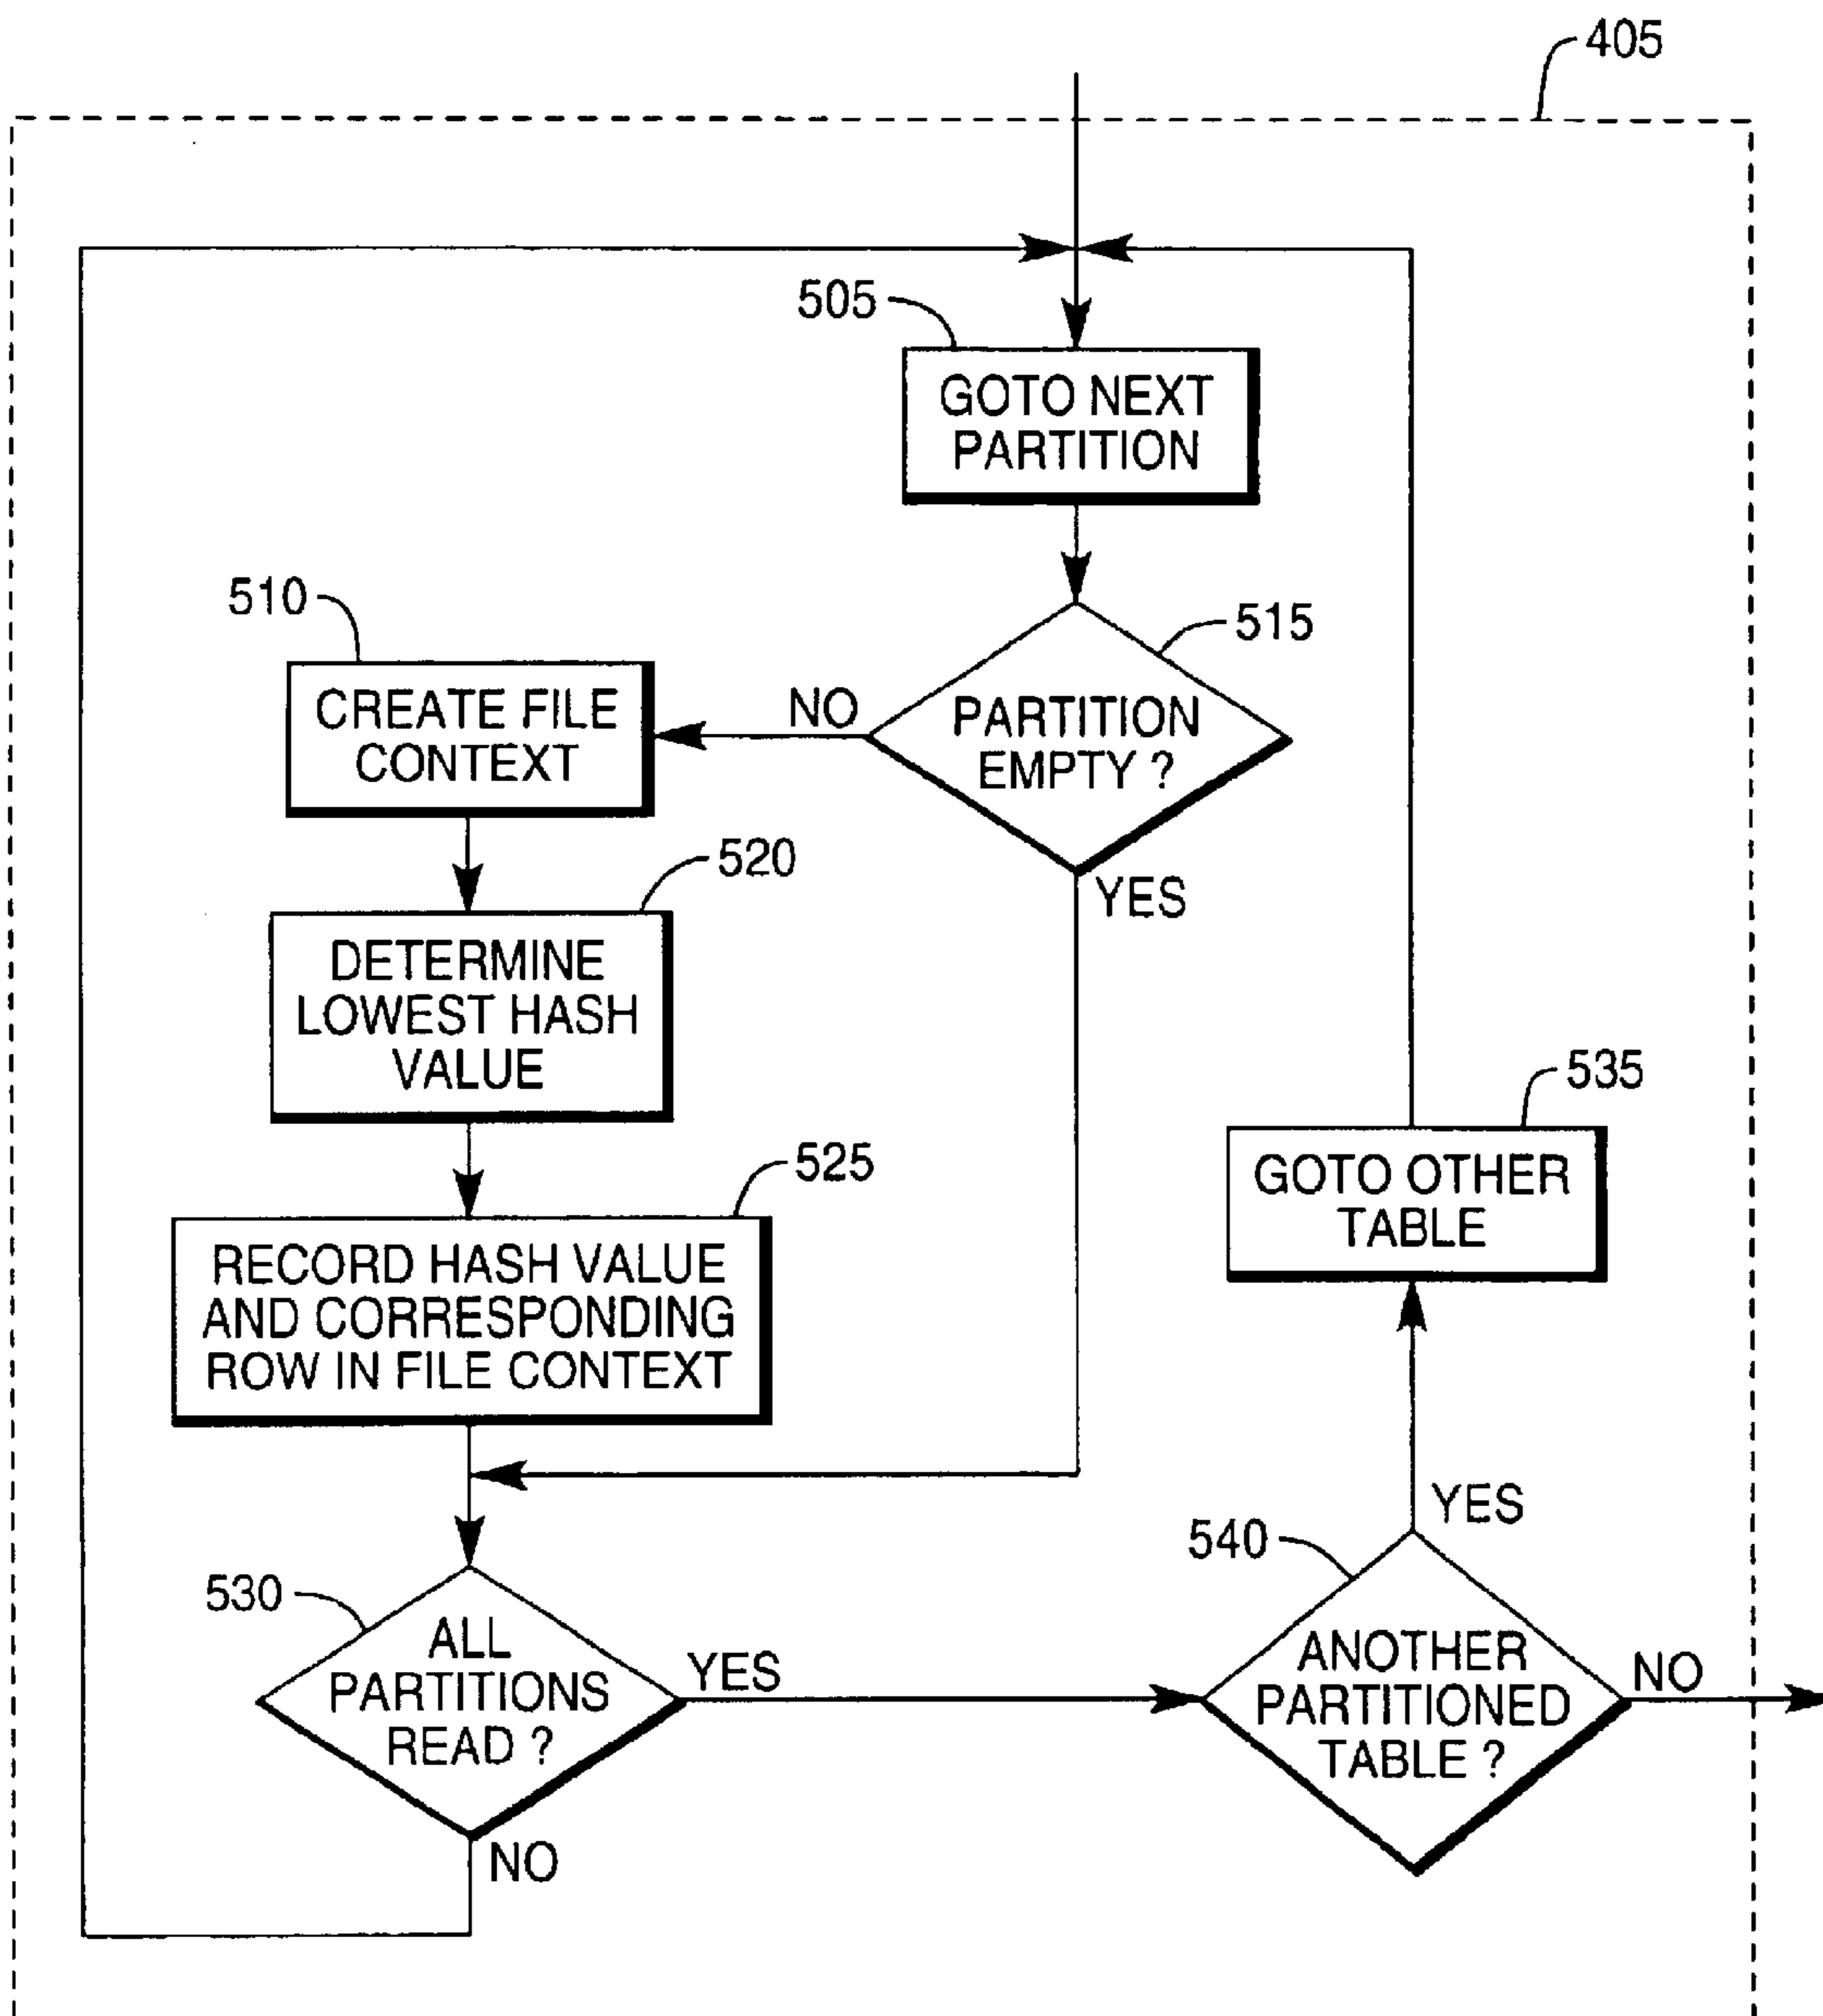 405
505
GOTO NEXT
PARTITION
510
515
CREATE FILE
CONTEXT
NO
PARTITION
EMPTY ?
YES
520
DETERMINE
LOWEST HASH
VALUE
525
RECORD HASH VALUE
AND CORRESPONDING
ROW IN FILE CONTEXT
535
GOTO OTHER
TABLE
530
ALL
PARTITIONS
READ ?
YES
NO
540
YES
ANOTHER
PARTITIONED
TABLE ?
NO